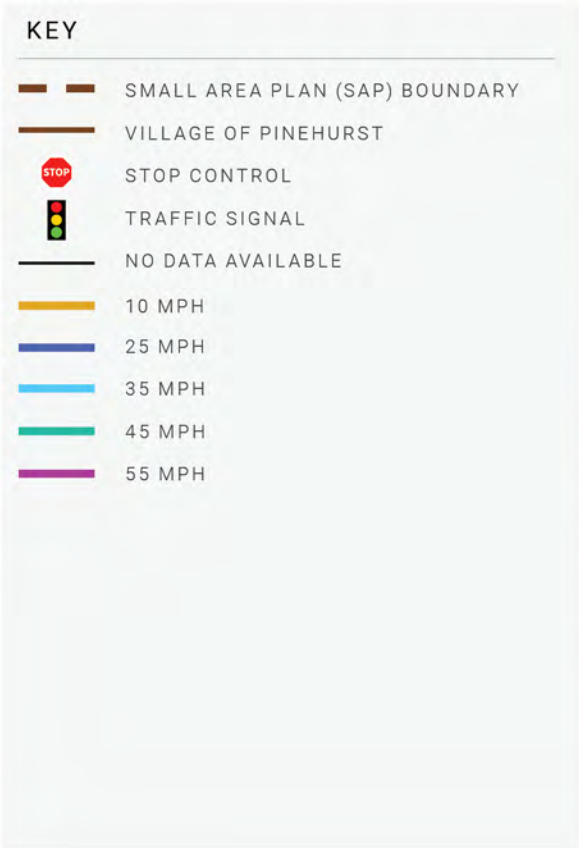 KEY
SMALL AREA PLAN (SAP) BOUNDARY
VILLAGE OF PINEHURST
STOP
STOP CONTROL
TRAFFIC SIGNAL
NO DATA AVAILABLE
10 MPH
25 MPH
35 MPH
45 MPH
55 MPH